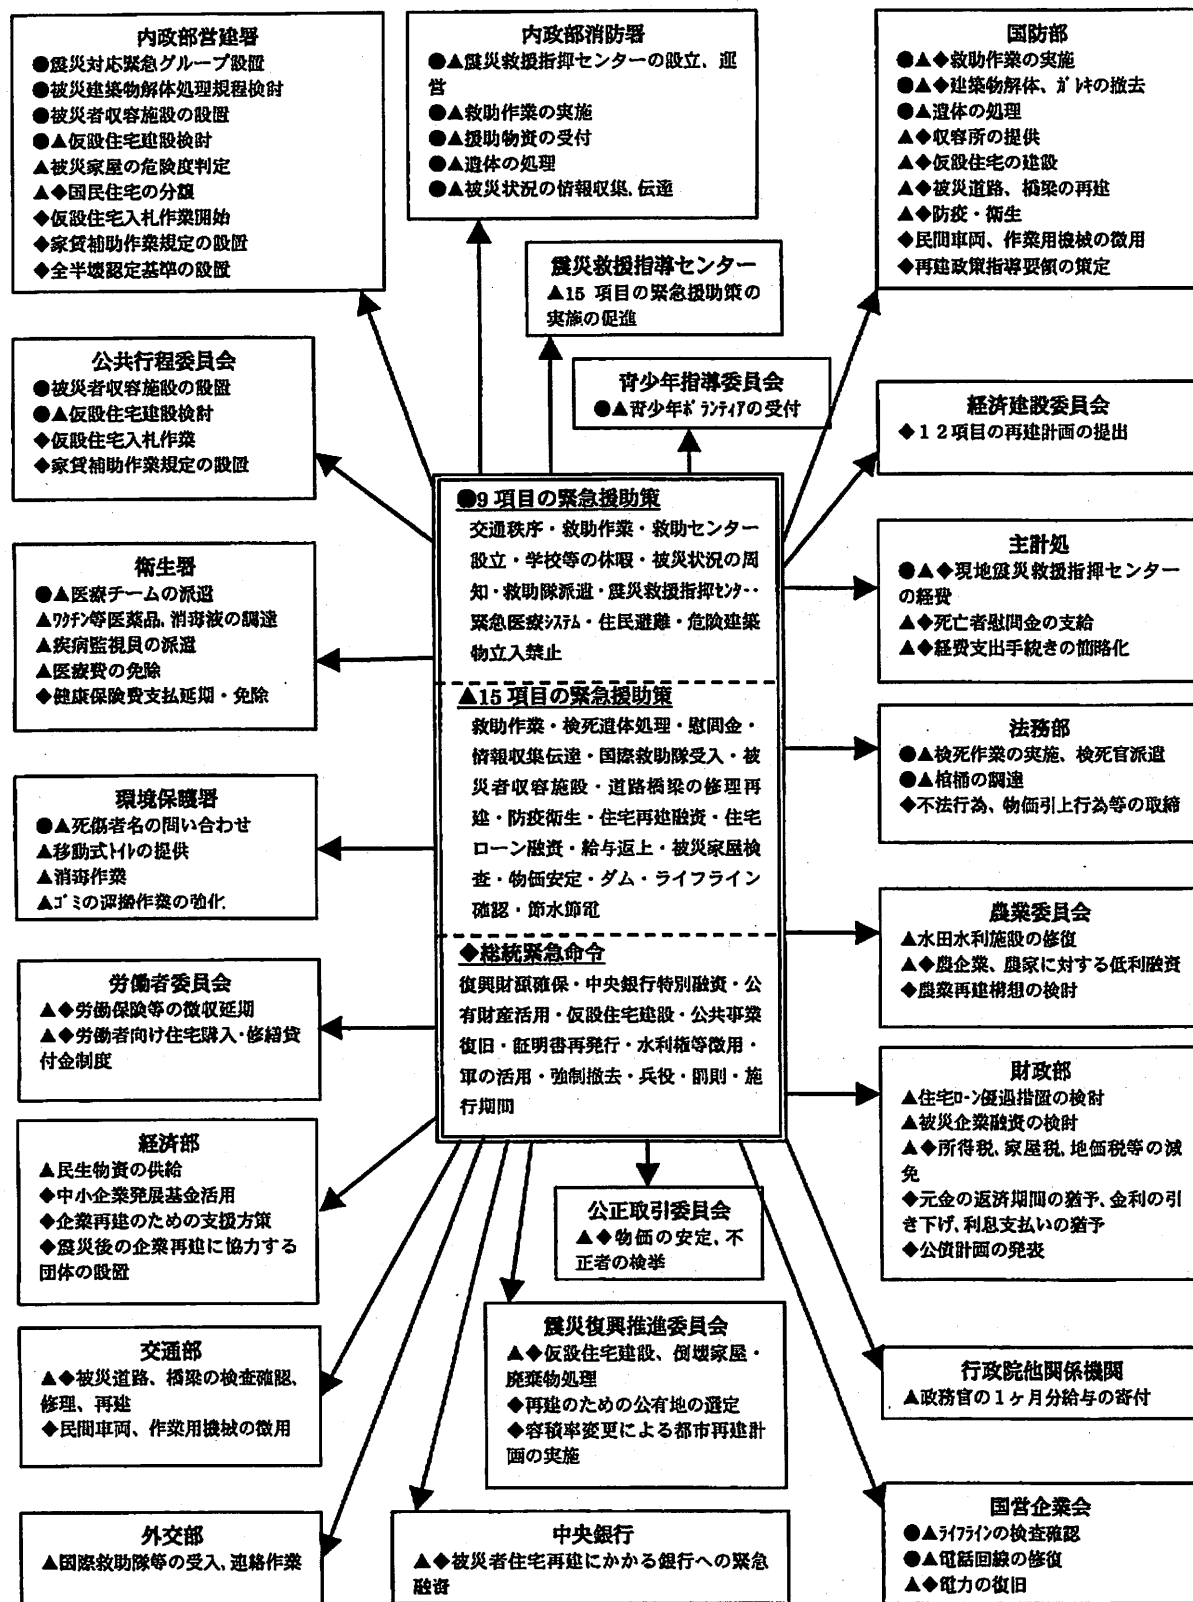 内政部営建署
●震災対応緊急グループ設置
●被災建築物解体処理規程検討
●被災者収容施設の設置
●▲仮設住宅建設検討
▲被災家屋の危険度判定
▲◆国民住宅の分譲
◆仮設住宅入札作業開始
◆家賃補助作業規定の設置
◆全半壊認定基準の設置
内政部消防署
●▲震災救援指揮センターの設立、運
営
●▲救助作業の実施
●▲援助物資の受付
●▲遺体の処理
●▲被災状況の情報収集、伝達
国防部
●▲◆救助作業の実施
●▲◆建築物解体、ガレキの撤去
●▲遺体の処理
▲◆収容所の提供
▲◆仮設住宅の建設
▲◆被災道路、橋梁の再建
▲◆防疫・衛生
◆民間車両、作業用機械の徴用
◆再建政策指導要領の策定
震災救援指導センター
▲15 項目の緊急援助策の
実施の促進
公共行程委員会
●被災者収容施設の設置
●▲仮設住宅建設検討
◆仮設住宅入札作業
◆家賃補助作業規定の設置
青少年指導委員会
●▲青少年ボランティアの受付
経済建設委員会
◆12項目の再建計画の提出
●9 項目の緊急援助策
交通秩序・救助作業・救助センター
設立・学校等の休暇・被災状況の周
知・救助隊派遣・震災救援指揮センター・
緊急医療システム・住民避難・危険建築
物立入禁止
▲15 項目の緊急援助策
救助作業・検死遺体処理・慰問金・
情報収集伝達・国際救助隊受入・被
災者収容施設・道路橋梁の修理再
建・防疫衛生・住宅再建融資・住宅
ローン融資・給与返上・被災家屋検
査・物価安定・ダム・ライフライン
確認・節水節電
◆総統緊急命令
復興財源確保・中央銀行特別融資・公
有財産活用・仮設住宅建設・公共事業
復旧・証明書再発行・水利権等徴用・
軍の活用・強制撤去・兵役・罰則・施
行期間
衛生署
●▲医療チームの派遣
▲ワクチン等医薬品、消毒液の調達
▲疾病監視員の派遣
▲医療費の免除
◆健康保険費支払延期・免除
主計処
●▲◆現地震災救援指揮センター
の経費
▲◆死亡者慰問金の支給
▲◆経費支出手続きの簡略化
法務部
●▲検死作業の実施、検死官派遣
●▲棺桶の調達
◆不法行為、物価引上行為等の取締
環境保護署
●▲死傷者名の問い合わせ
▲移動式トイレの提供
▲消毒作業
▲ゴミの運搬作業の強化
農業委員会
▲水田水利施設の修復
▲◆農企業、農家に対する低利融資
◆農業再建構想の検討
労働者委員会
▲◆労働保険等の徴収延期
▲◆労働者向け住宅購入・修繕貸
付金制度
財政部
▲住宅ローン優遇措置の検討
▲被災企業融資の検討
▲◆所得税、家屋税、地価税等の減
免
◆元金の返済期間の猶予、金利の引
き下げ、利息支払いの猶予
◆公債計画の発表
経済部
▲民生物資の供給
◆中小企業発展基金活用
◆企業再建のための支援方策
◆震災後の企業再建に協力する
団体の設置
公正取引委員会
▲◆物価の安定、不
正者の検挙
交通部
▲◆被災道路、橋梁の検査確認、
修理、再建
◆民間車両、作業用機械の徴用
震災復興推進委員会
▲◆仮設住宅建設、倒壊家屋・
廃棄物処理
◆再建のための公有地の選定
◆容積率変更による都市再建計
画の実施
行政院他関係機関
▲政務官の1ヶ月分給与の寄付
外交部
▲国際救助隊等の受入、連絡作業
中央銀行
▲◆被災者住宅再建にかかる銀行への緊急
融資
国営企業会
●▲ライフラインの検査確認
●▲電話回線の修復
▲◆電力の復旧